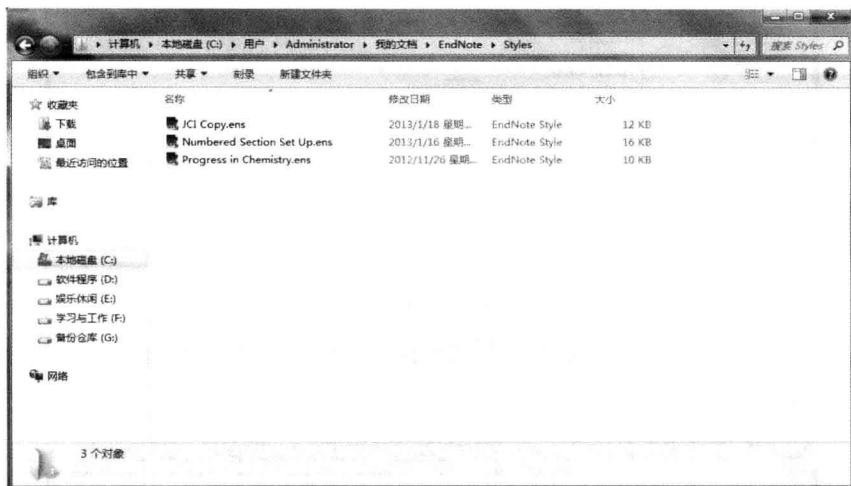 计算机 ▸ 本地磁盘 (C:) ▸ 用户 ▸ Administrator ▸ 我的文档 ▸ EndNote ▸ Styles
搜索 Styles
组织 包含到库中 共享 刻录 新建文件夹
收藏夹
下载
桌面
最近访问的位置
库
计算机
本地磁盘 (C:)
软件程序 (D:)
娱乐休闲 (E:)
学习与工作 (F:)
备份仓库 (G:)
网络
名称 修改日期 类型 大小
JCI Copy.ens 2013/1/18 星期... EndNote Style 12 KB
Numbered Section Set Up.ens 2013/1/16 星期... EndNote Style 16 KB
Progress in Chemistry.ens 2012/11/26 星期... EndNote Style 10 KB
3 个对象